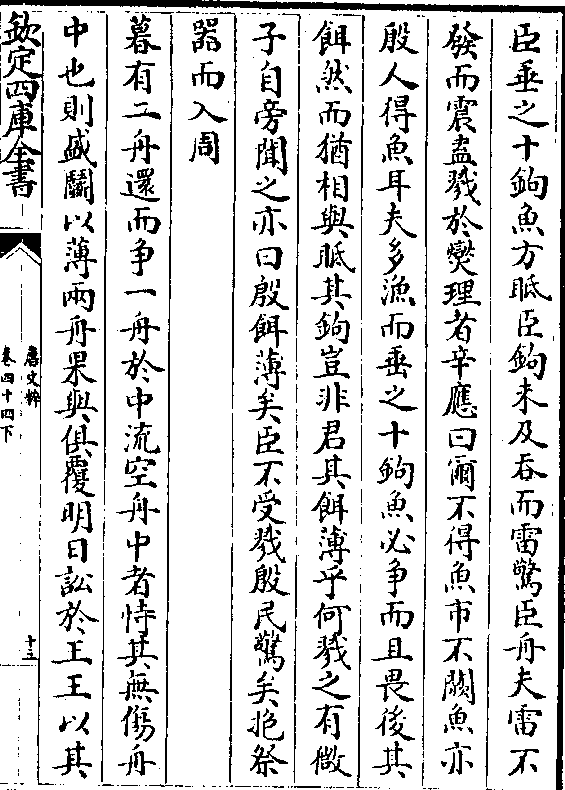 臣垂之十鉤魚方䑛臣鉤未及吞而雷驚臣舟夫雷不
發而震盍戮於燮理者辛應曰爾不得魚市不闕魚亦
殷人得魚耳夫多漁而垂之十鉤魚必争而且畏後其
餌然而猶相與䑛其鉤豈非君其餌薄乎何戮之有微
子自旁聞之亦曰殷餌薄矣臣不受戮殷民驚矣抱祭
器而入周
暮有二舟還而争一舟於中流空舟中者恃其無傷舟
中也則盛鬭以薄兩舟果與俱覆明日訟於王王以其
欽定四庫全書
唐文粹
卷四十四下
十三